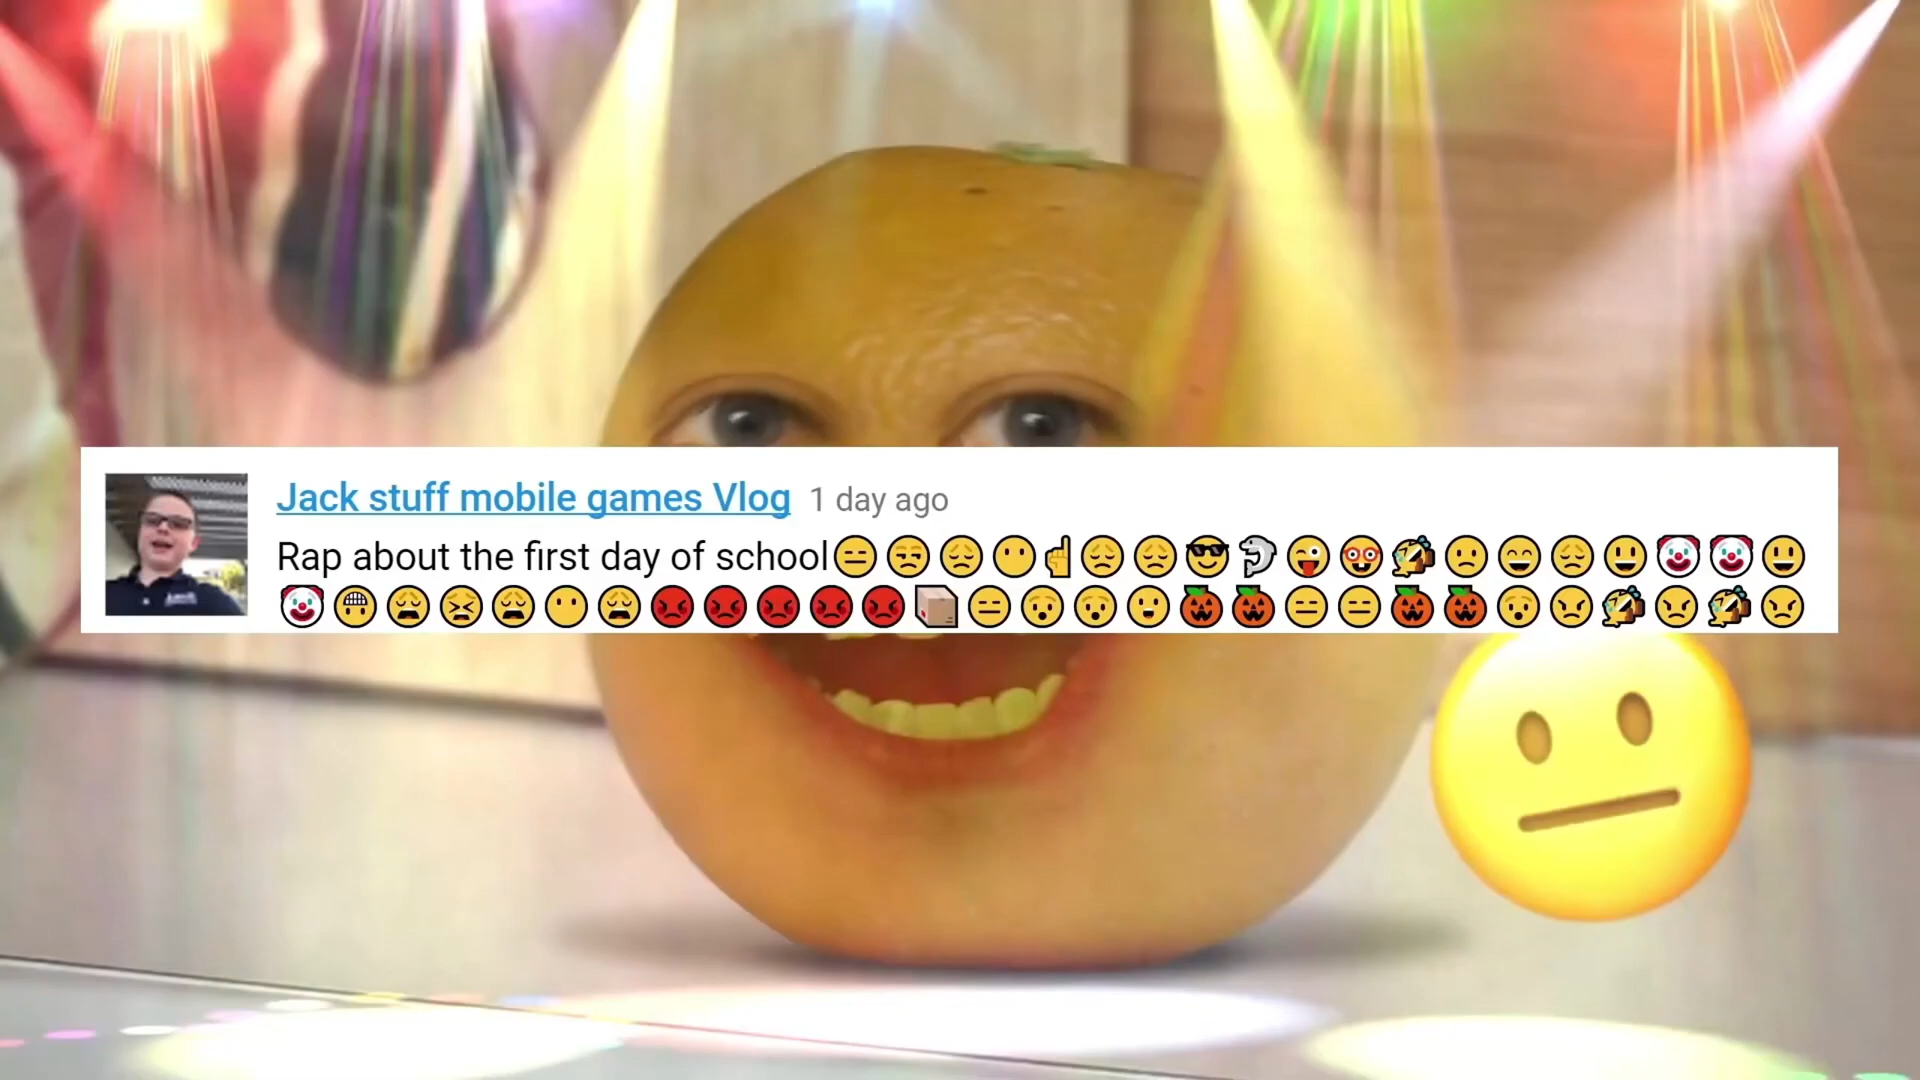 Jack stuff mobile games Vlog 1 day ago
Rap about the first day of school😑😒😔😶☝😔😔😎🐬😜🤓🤣🙁😄😔😃🤡🤡😃
🤡😬😩😣😩😶😩😡😡😡😡😡📦😑😯😯😮🎃🎃😑😑🎃🎃😯😠🤣😠🤣😠